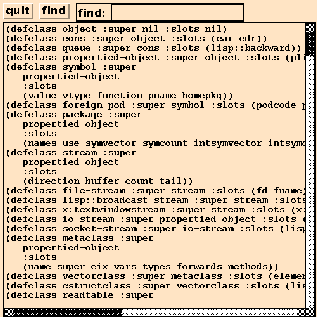 quit find find:
(defclass object :super nil :slots nil)
(defclass cons :super object :slots (car cdr))
(defclass queue :super cons :slots (lisp::backward))
(defclass propertied-object :super object :slots (pl
(defclass symbol :super
propertied-object
:slots
(value vtype function pname homepkg))
(defclass foreign-pod :super symbol :slots (podcode p
(defclass package :super
propertied-object
:slots
(names use symvector symcount intsymvector intsymc
(defclass stream :super
propertied-object
:slots
(direction buffer count tail))
(defclass file-stream :super stream :slots (fd fname)
(defclass lisp::broadcast-stream :super stream :slots
(defclass x:textwindowstream :super stream :slots (x:
(defclass io-stream :super propertied-object :slots (
(defclass socket-stream :super io-stream :slots (lisp
(defclass metaclass :super
propertied-object
:slots
(name super cix vars types forwards methods))
(defclass vectorclass :super metaclass :slots (elemen
(defclass cstructclass :super vectorclass :slots (lis
(defclass readtable :super